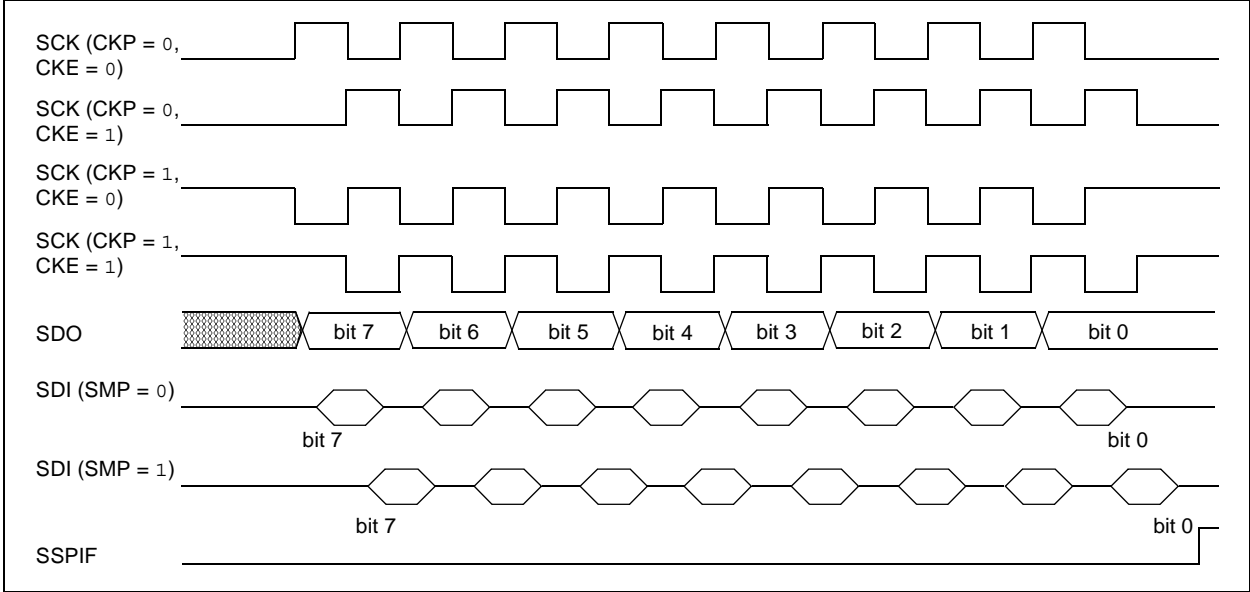 SCK (CKP = 0,
CKE = 0)
SCK (CKP = 0,
CKE = 1)
SCK (CKP = 1,
CKE = 0)
SCK (CKP = 1,
CKE = 1)
SDO bit 7 bit 6 bit 5 bit 4 bit 3 bit 2 bit 1 bit 0
SDI (SMP = 0)
bit 7 bit 0
SDI (SMP = 1)
bit 7 bit 0
SSPIF